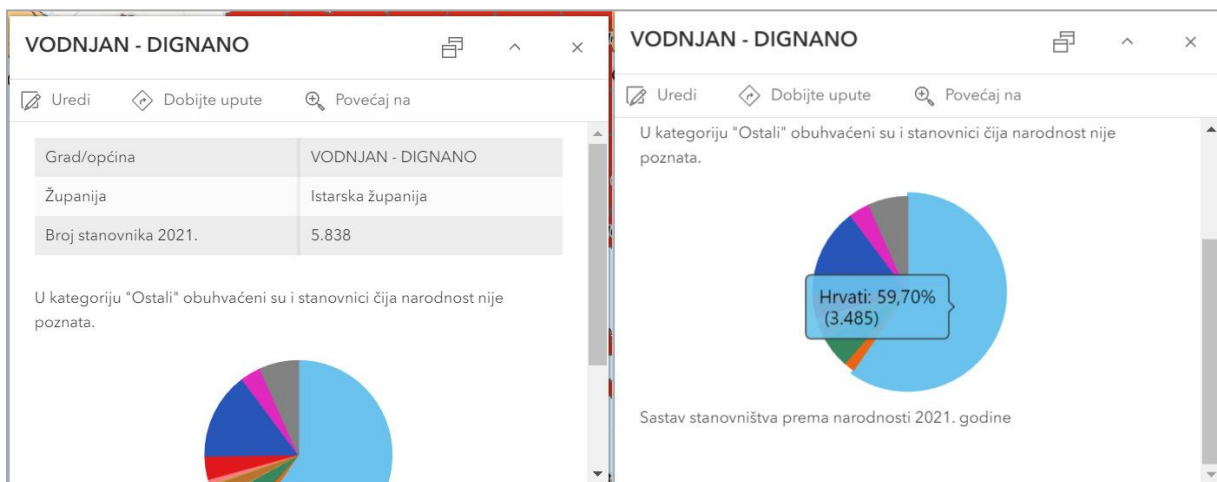 VODNJAN - DIGNANO
Uredi Dobijte upute Povećaj na
Grad/općina VODNJAN - DIGNANO
Županija Istarska županija
Broj stanovnika 2021. 5.838
U kategoriju "Ostali" obuhvaćeni su i stanovnici čija narodnost nije
poznata.
VODNJAN - DIGNANO
Uredi Dobijte upute Povećaj na
U kategoriju "Ostali" obuhvaćeni su i stanovnici čija narodnost nije
poznata.
Hrvati: 59,70%
(3.485)
Sastav stanovništva prema narodnosti 2021. godine